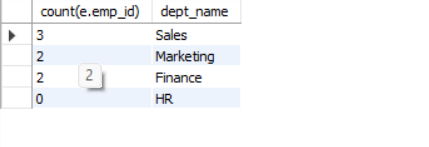 count(e.emp_id) dept_name
3 Sales
2 Marketing
2 Finance
2
0 HR